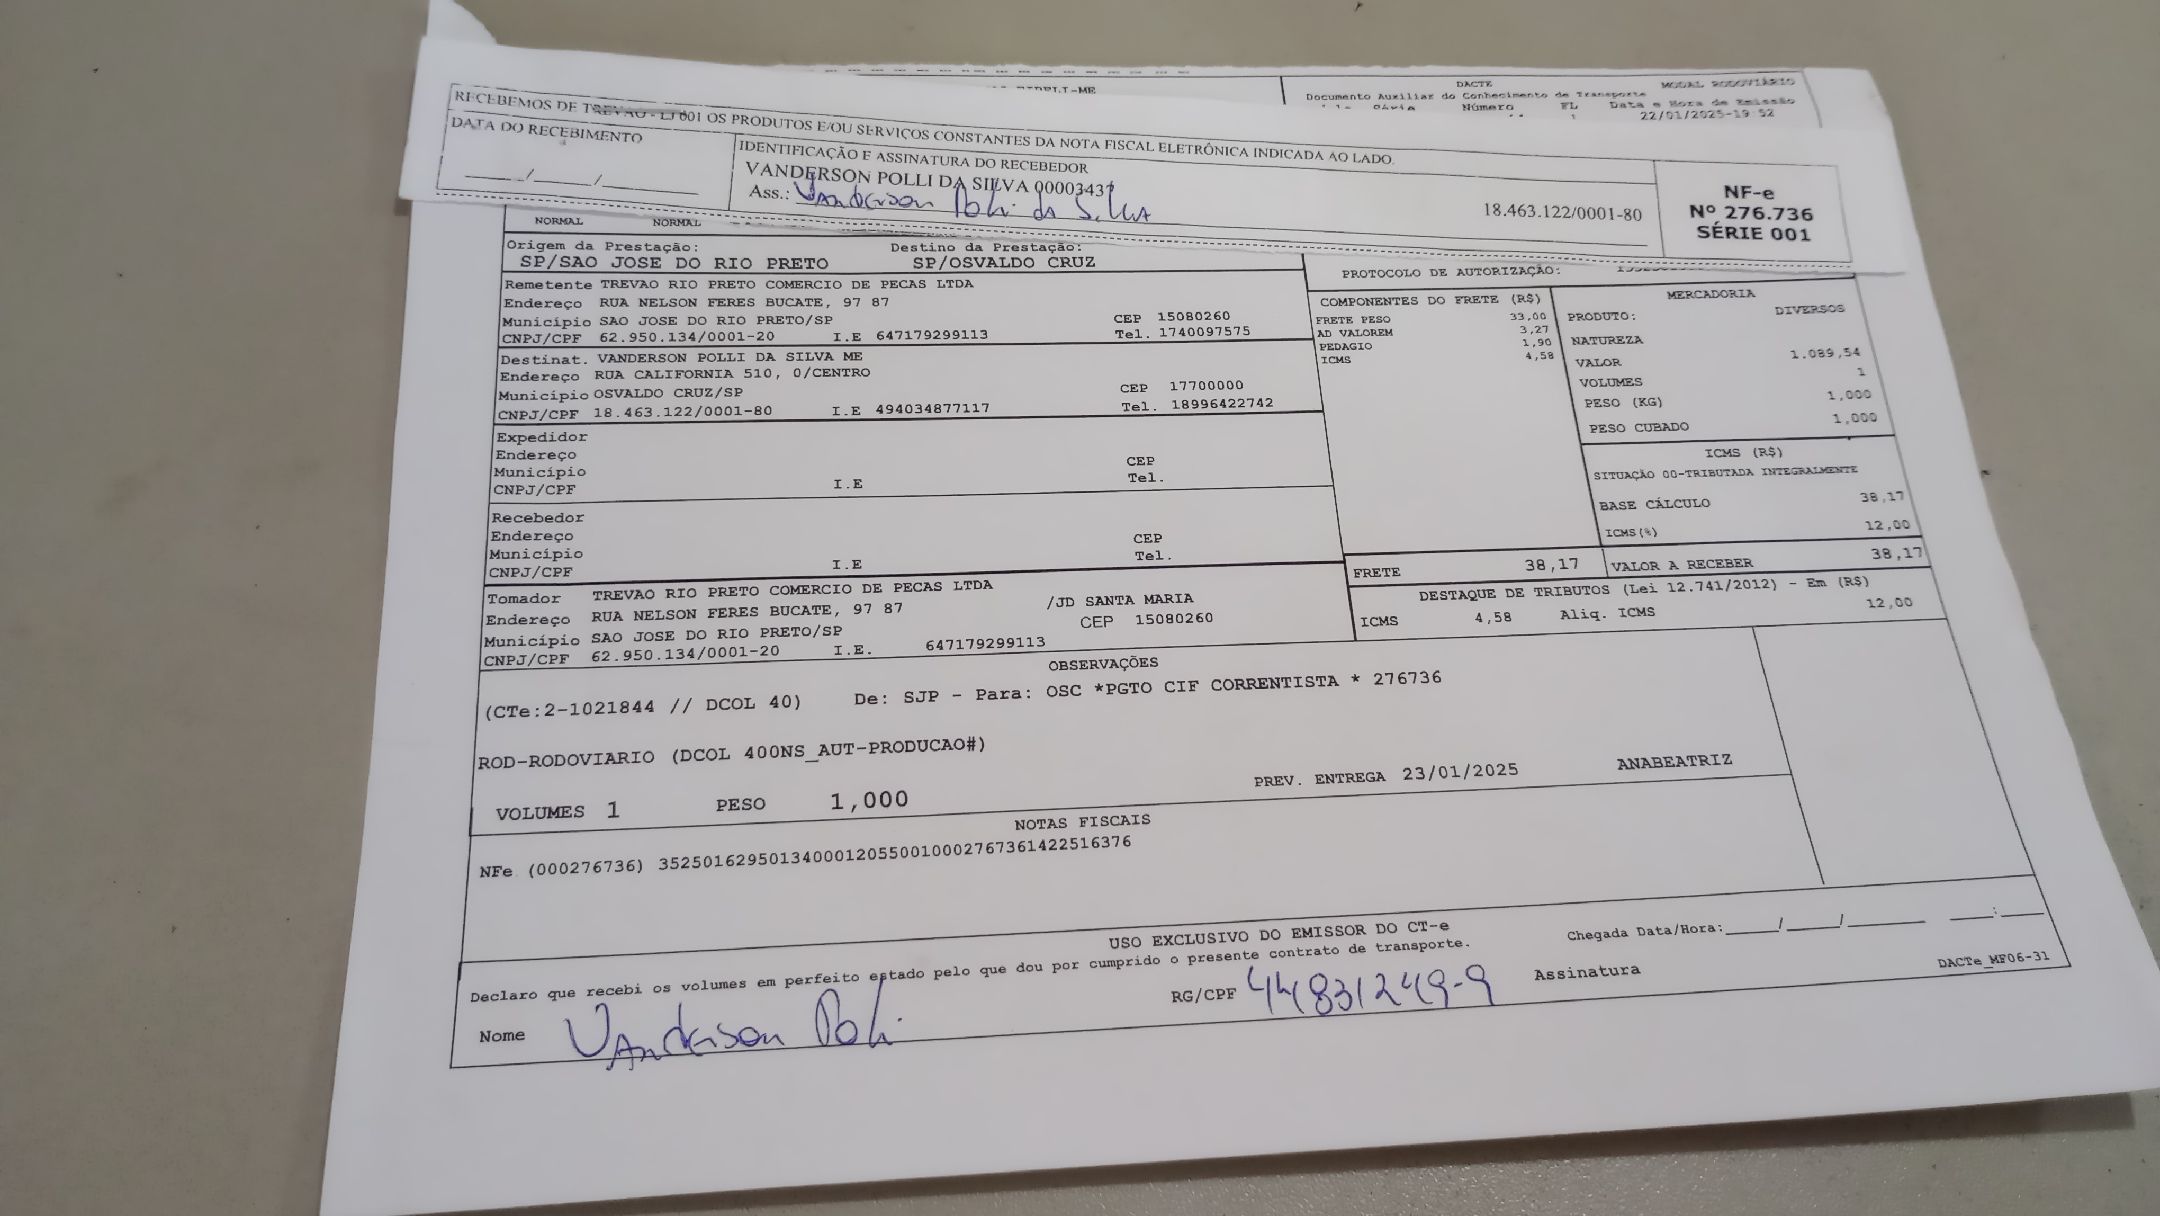 DACTE MODAL RODOVIÁRIO
Documento Auxiliar do Conhecimento de Transporte
Número FL Data e Hora de Emissão
22/01/2025-19 52
RECEBEMOS DE TREVAO - LJ 001 OS PRODUTOS E/OU SERVIÇOS CONSTANTES DA NOTA FISCAL ELETRÔNICA INDICADA AO LADO.
DATA DO RECEBIMENTO
____/____/____
IDENTIFICAÇÃO E ASSINATURA DO RECEBEDOR
VANDERSON POLLI DA SILVA 00003437
Ass.: Vanderson Polli da Silva
18.463.122/0001-80
NF-e
Nº 276.736
SÉRIE 001
NORMAL NORMAL
Origem da Prestação: Destino da Prestação:
SP/SAO JOSE DO RIO PRETO SP/OSVALDO CRUZ
PROTOCOLO DE AUTORIZAÇÃO:
Remetente TREVAO RIO PRETO COMERCIO DE PECAS LTDA
Endereço RUA NELSON FERES BUCATE, 97 87
Município SAO JOSE DO RIO PRETO/SP CEP 15080260
CNPJ/CPF 62.950.134/0001-20 I.E 647179299113 Tel. 1740097575
Destinat. VANDERSON POLLI DA SILVA ME
Endereço RUA CALIFORNIA 510, 0/CENTRO
Município OSVALDO CRUZ/SP CEP 17700000
CNPJ/CPF 18.463.122/0001-80 I.E 494034877117 Tel. 18996422742
Expedidor
Endereço
Município CEP
CNPJ/CPF I.E Tel.
Recebedor
Endereço
Município CEP
CNPJ/CPF I.E Tel.
Tomador TREVAO RIO PRETO COMERCIO DE PECAS LTDA
Endereço RUA NELSON FERES BUCATE, 97 87 /JD SANTA MARIA
Município SAO JOSE DO RIO PRETO/SP CEP 15080260
CNPJ/CPF 62.950.134/0001-20 I.E. 647179299113
COMPONENTES DO FRETE (R$)
FRETE PESO 33,00
AD VALOREM 3,27
PEDAGIO 1,90
ICMS 4,58
MERCADORIA
PRODUTO: DIVERSOS
NATUREZA
VALOR 1.089,54
VOLUMES 1
PESO (KG) 1,000
PESO CUBADO 1,000
ICMS (R$)
SITUAÇÃO 00-TRIBUTADA INTEGRALMENTE
BASE CÁLCULO 38,17
ICMS(%) 12,00
FRETE 38,17 VALOR A RECEBER 38,17
DESTAQUE DE TRIBUTOS (Lei 12.741/2012) - Em (R$)
ICMS 4,58 Aliq. ICMS 12,00
OBSERVAÇÕES
(CTe:2-1021844 // DCOL 40) De: SJP - Para: OSC *PGTO CIF CORRENTISTA * 276736
ROD-RODOVIARIO (DCOL 400NS_AUT-PRODUCAO#)
PREV. ENTREGA 23/01/2025 ANABEATRIZ
VOLUMES 1 PESO 1,000
NOTAS FISCAIS
NFe (000276736) 35250162950134000120550010002767361422516376
USO EXCLUSIVO DO EMISSOR DO CT-e
Declaro que recebi os volumes em perfeito estado pelo que dou por cumprido o presente contrato de transporte.
Chegada Data/Hora:____/____/____ ____:____
Nome Vanderson Polli RG/CPF 44831249-9 Assinatura
DACTe_MF06-31